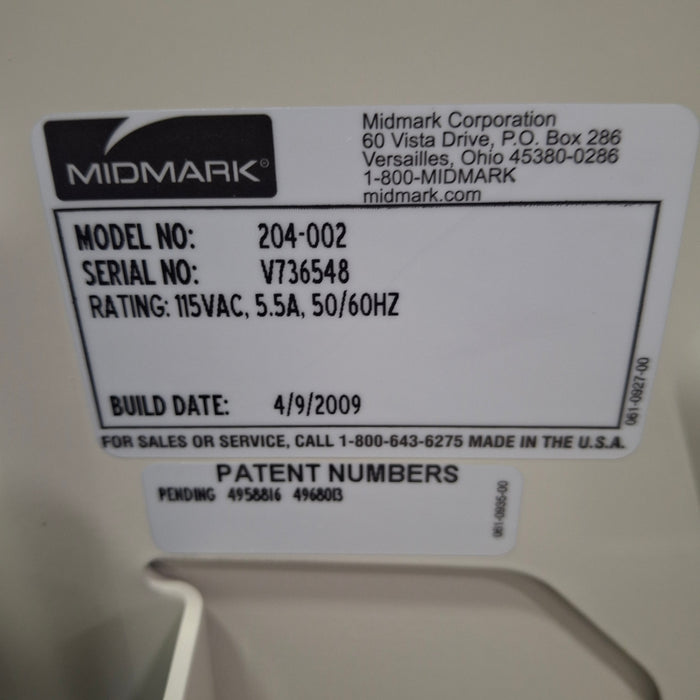 MIDMARK®
Midmark Corporation
60 Vista Drive, P.O. Box 286
Versailles, Ohio 45380-0286
1-800-MIDMARK
midmark.com
MODEL NO: 204-002
SERIAL NO: V736548
RATING: 115VAC, 5.5A, 50/60HZ
BUILD DATE: 4/9/2009
061-0927-00
FOR SALES OR SERVICE, CALL 1-800-643-6275 MADE IN THE U.S.A.
PATENT NUMBERS
PENDING 4958816 4968013
061-0935-00